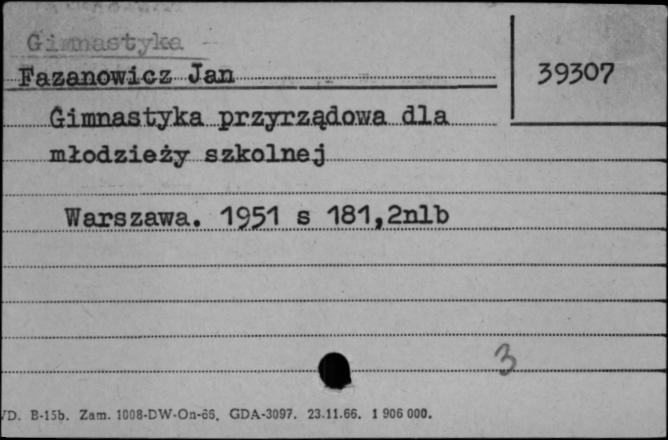 Gimnastyka
Fazanowicz Jan
39307
Gimnastyka przyrządowa dla
młodzieży szkolnej
Warszawa. 1951 s 181,2nlb
3
/D. B-15b. Zam. 1008-DW-On-66. GDA-3097. 23.11.66. 1 906 000.